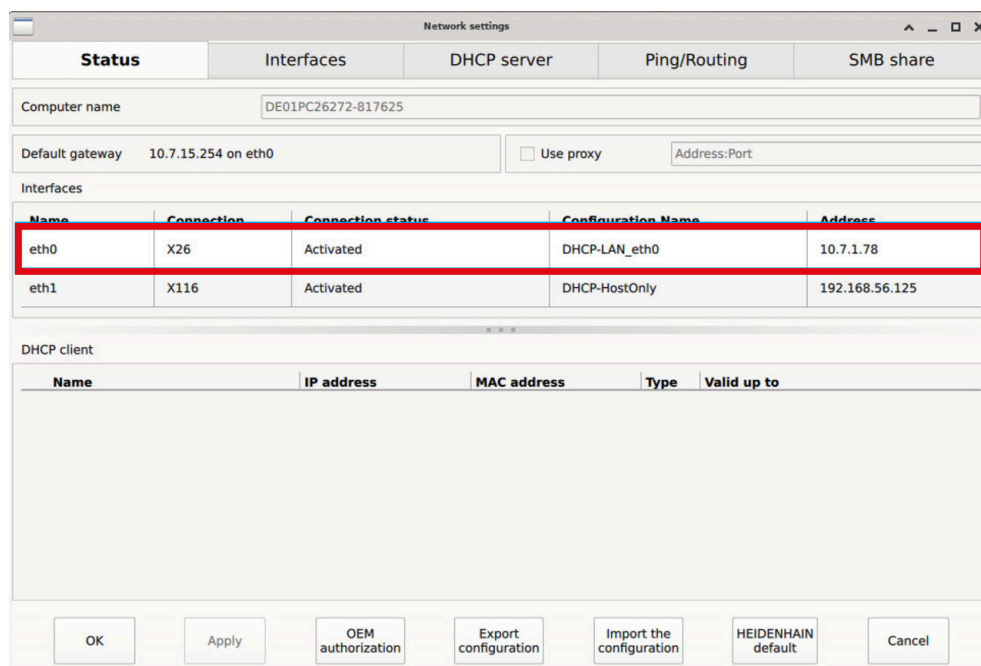 Network settings
Status Interfaces DHCP server Ping/Routing SMB share
Computer name DE01PC26272-817625
Default gateway 10.7.15.254 on eth0 Use proxy Address:Port
Interfaces
Name Connection Connection status Configuration Name Address
eth0 X26 Activated DHCP-LAN_eth0 10.7.1.78
eth1 X116 Activated DHCP-HostOnly 192.168.56.125
DHCP client
Name IP address MAC address Type Valid up to
OK Apply OEM authorization Export configuration Import the configuration HEIDENHAIN default Cancel